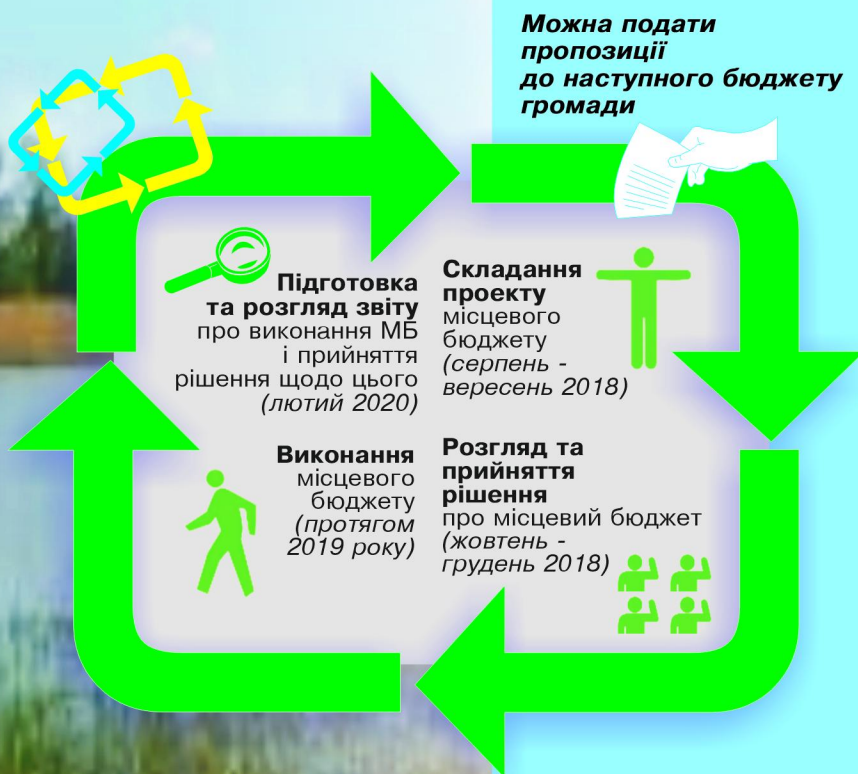 Можна подати
пропозиції
до наступного бюджету
громади
Підготовка
та розгляд звіту
про виконання МБ
і прийняття
рішення щодо цього
(лютий 2020)
Складання
проекту
місцевого
бюджету
(серпень -
вересень 2018)
Виконання
місцевого
бюджету
(протягом
2019 року)
Розгляд та
прийняття
рішення
про місцевий бюджет
(жовтень -
грудень 2018)